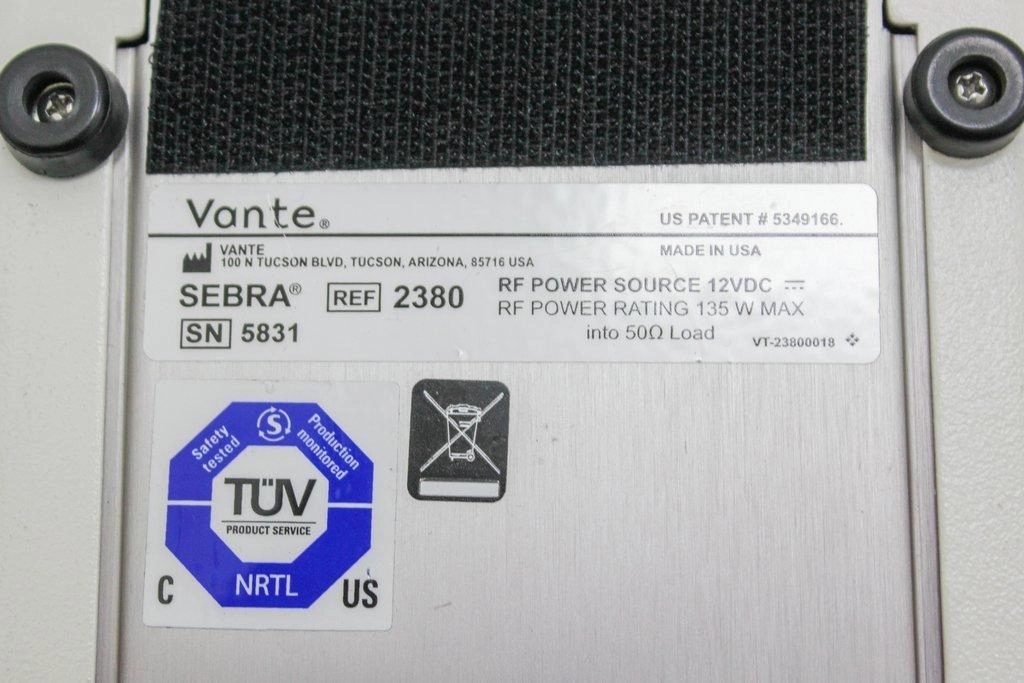 Vante®
US PATENT # 5349166.
VANTE
100 N TUCSON BLVD, TUCSON, ARIZONA, 85716 USA
MADE IN USA
SEBRA® REF 2380
SN 5831
RF POWER SOURCE 12VDC ⎓
RF POWER RATING 135 W MAX
into 50Ω Load
VT-23800018
Safety
tested
S
Production
monitored
TÜV
PRODUCT SERVICE
NRTL
C US